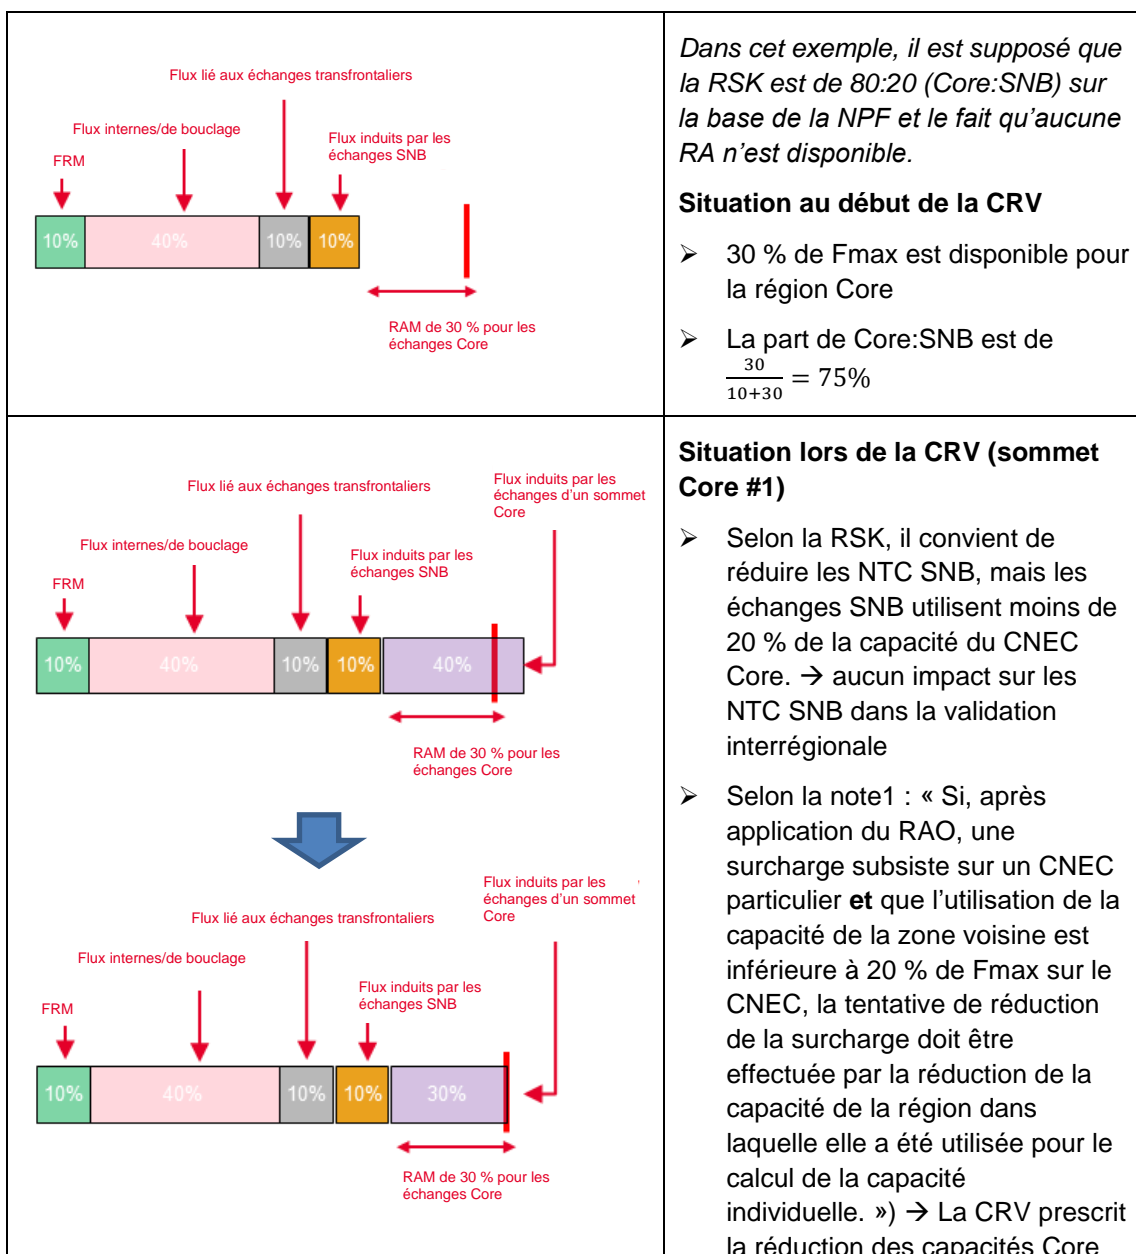 Flux lié aux échanges transfrontaliers
Flux internes/de bouclage
Flux induits par les
échanges SNB
FRM
10%
40%
10%
10%
RAM de 30 % pour les
échanges Core
Dans cet exemple, il est supposé que
la RSK est de 80:20 (Core:SNB) sur
la base de la NPF et le fait qu’aucune
RA n’est disponible.
Situation au début de la CRV
➢ 30 % de Fmax est disponible pour
la région Core
➢ La part de Core:SNB est de
30/(10+30) = 75%
Flux lié aux échanges transfrontaliers
Flux induits par les
échanges d’un sommet
Core
Flux internes/de bouclage
Flux induits par les
échanges SNB
FRM
10%
40%
10%
10%
40%
RAM de 30 % pour les
échanges Core
Flux induits par les
échanges d’un sommet
Core
Flux lié aux échanges transfrontaliers
Flux internes/de bouclage
Flux induits par les
échanges SNB
FRM
10%
40%
10%
10%
30%
RAM de 30 % pour les
échanges Core
Situation lors de la CRV (sommet
Core #1)
➢ Selon la RSK, il convient de
réduire les NTC SNB, mais les
échanges SNB utilisent moins de
20 % de la capacité du CNEC
Core. → aucun impact sur les
NTC SNB dans la validation
interrégionale
➢ Selon la note1 : « Si, après
application du RAO, une
surcharge subsiste sur un CNEC
particulier et que l’utilisation de la
capacité de la zone voisine est
inférieure à 20 % de Fmax sur le
CNEC, la tentative de réduction
de la surcharge doit être
effectuée par la réduction de la
capacité de la région dans
laquelle elle a été utilisée pour le
calcul de la capacité
individuelle. ») → La CRV prescrit
la réduction des capacités Core